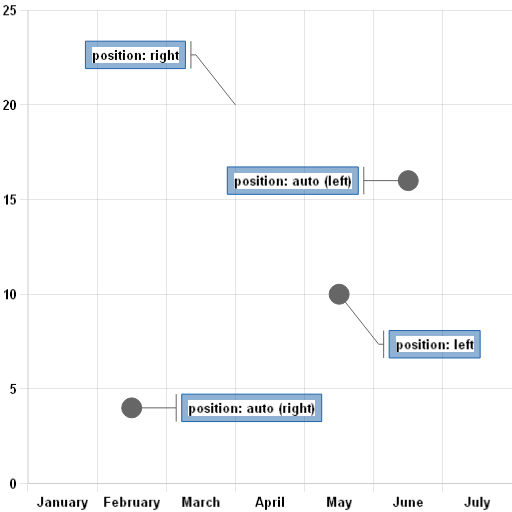 25
position: right
20
position: auto (left)
15
10
position: left
5
position: auto (right)
0
January February March April May June July